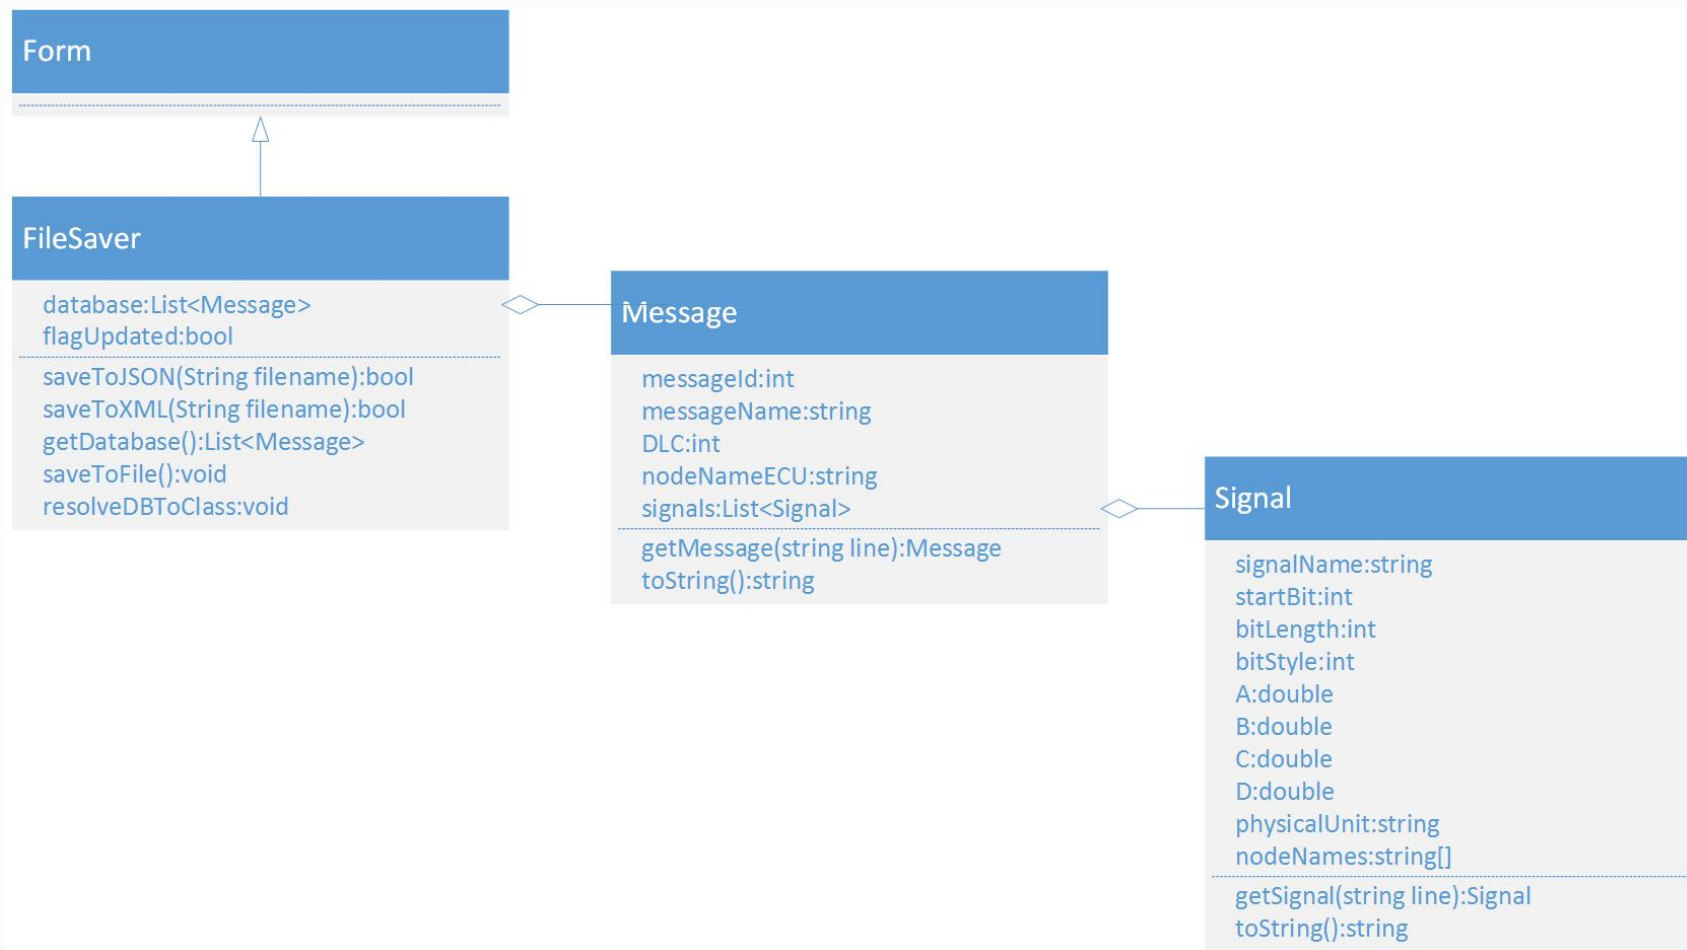 Form
FileSaver
database:List<Message>
flagUpdated:bool
saveToJSON(String filename):bool
saveToXML(String filename):bool
getDatabase():List<Message>
saveToFile():void
resolveDBToClass:void
Message
messageId:int
messageName:string
DLC:int
nodeNameECU:string
signals:List<Signal>
getMessage(string line):Message
toString():string
Signal
signalName:string
startBit:int
bitLength:int
bitStyle:int
A:double
B:double
C:double
D:double
physicalUnit:string
nodeNames:string[]
getSignal(string line):Signal
toString():string